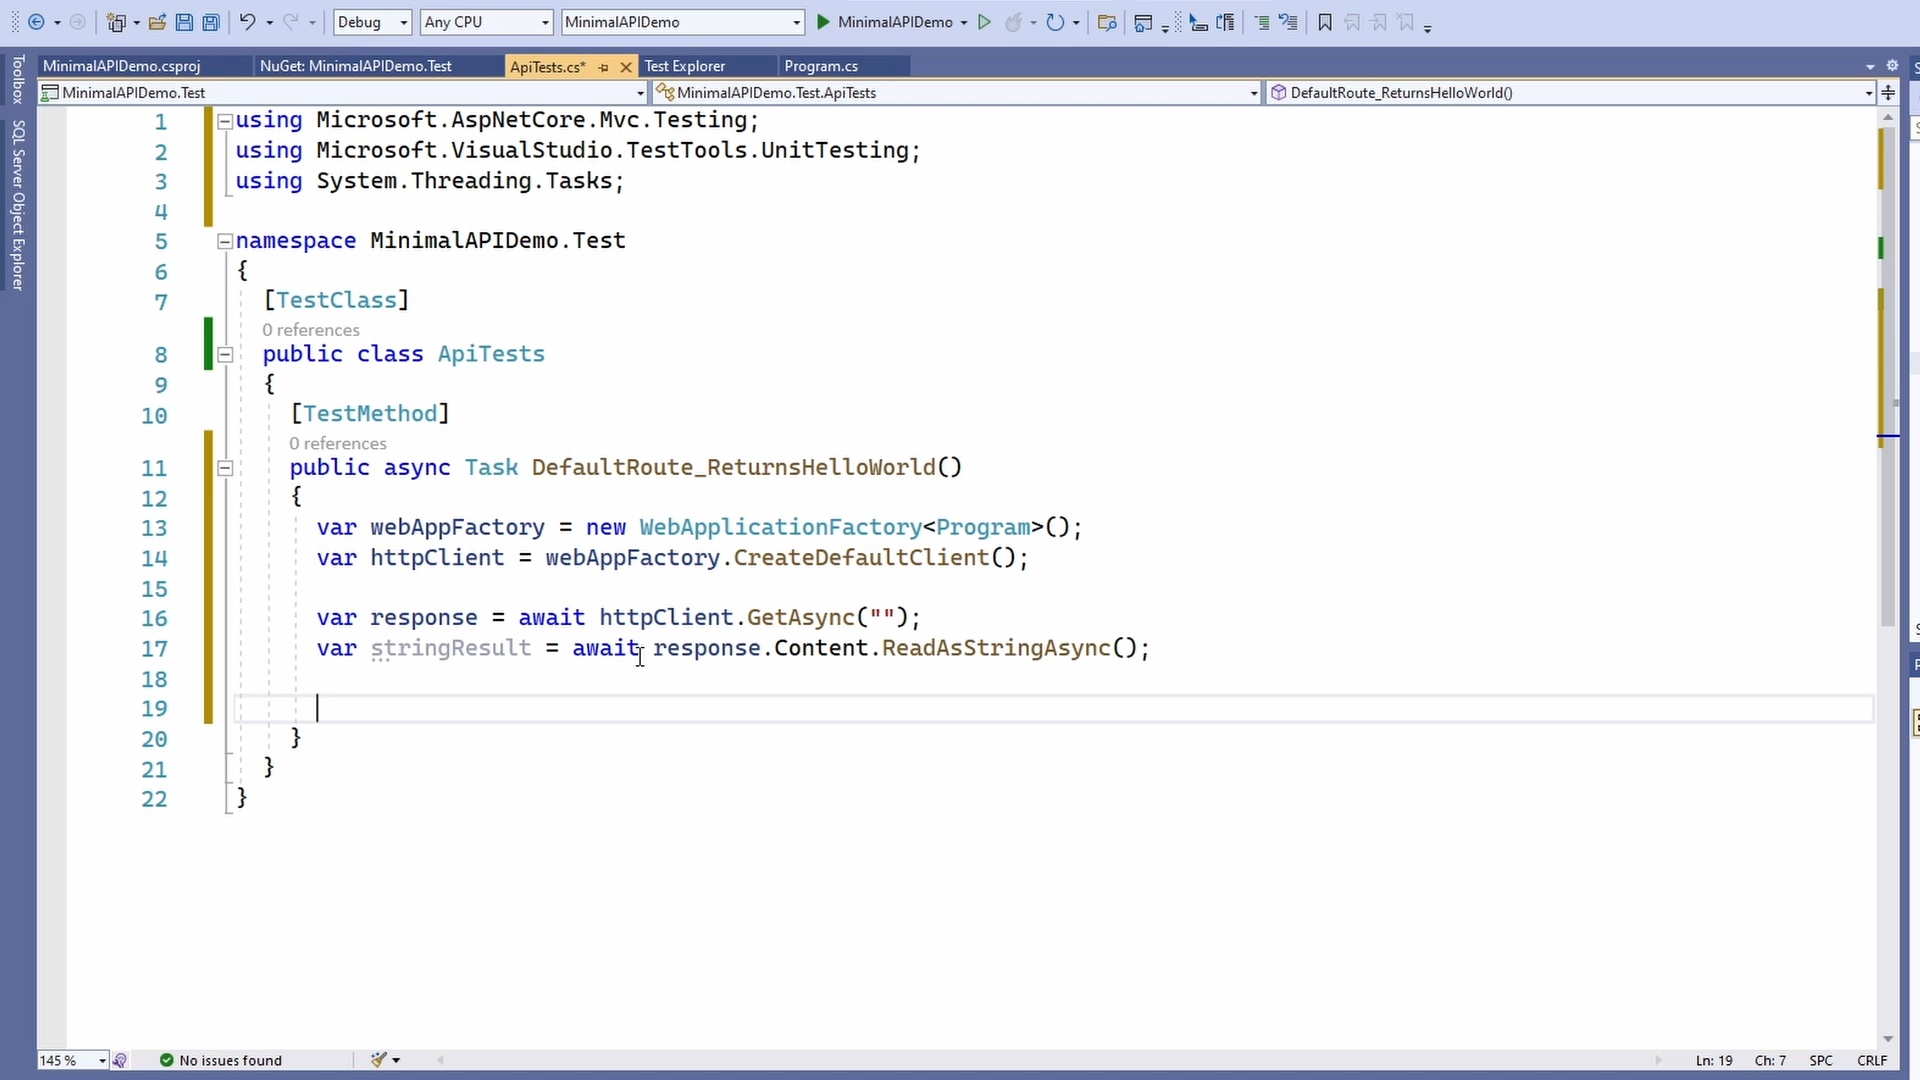 Debug Any CPU MinimalAPIDemo MinimalAPIDemo
MinimalAPIDemo.csproj NuGet: MinimalAPIDemo.Test ApiTests.cs* Test Explorer Program.cs
MinimalAPIDemo.Test MinimalAPIDemo.Test.ApiTests DefaultRoute_ReturnsHelloWorld()
Toolbox
SQL Server Object Explorer
1 using Microsoft.AspNetCore.Mvc.Testing;
2 using Microsoft.VisualStudio.TestTools.UnitTesting;
3 using System.Threading.Tasks;
4
5 namespace MinimalAPIDemo.Test
6 {
7 [TestClass]
0 references
8 public class ApiTests
9 {
10 [TestMethod]
0 references
11 public async Task DefaultRoute_ReturnsHelloWorld()
12 {
13 var webAppFactory = new WebApplicationFactory<Program>();
14 var httpClient = webAppFactory.CreateDefaultClient();
15
16 var response = await httpClient.GetAsync("");
17 var stringResult = await response.Content.ReadAsStringAsync();
18
19
20 }
21 }
22 }
145 % No issues found Ln: 19 Ch: 7 SPC CRLF